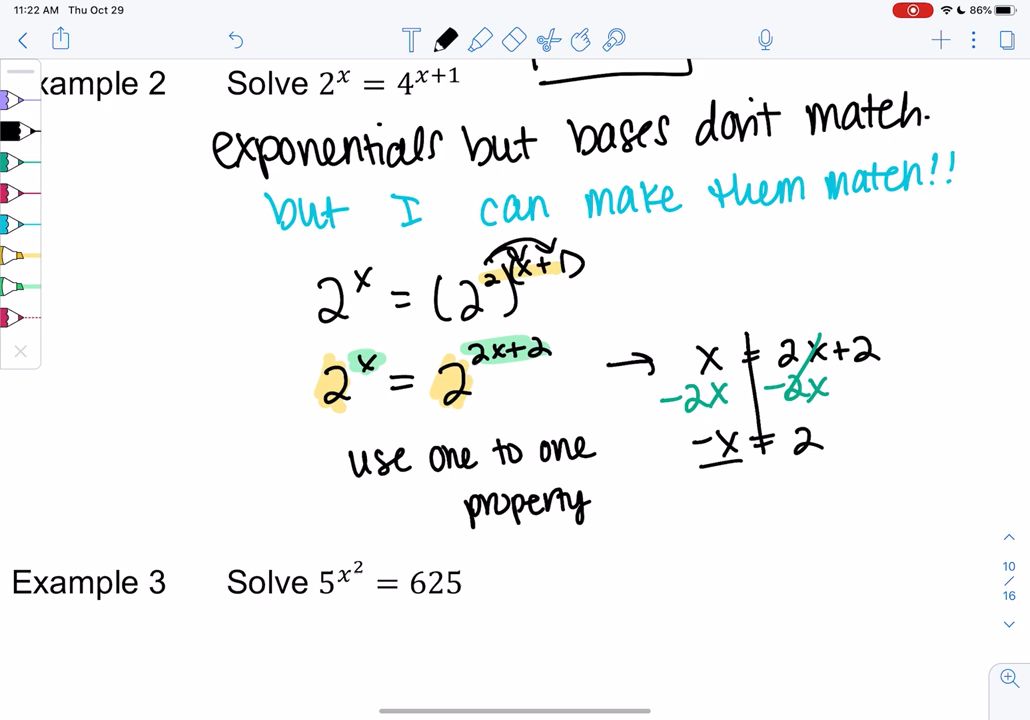 11:22 AM Thu Oct 29
86%
xample 2 Solve 2^x = 4^{x+1}
exponentials but bases don't match.
but I can make them match!!
2^x = (2^2)^{(x+1)}
2^x = 2^{2x+2} → x = 2x+2
-2x -2x
-x = 2
use one to one
property
Example 3 Solve 5^{x^2} = 625
10
/
16